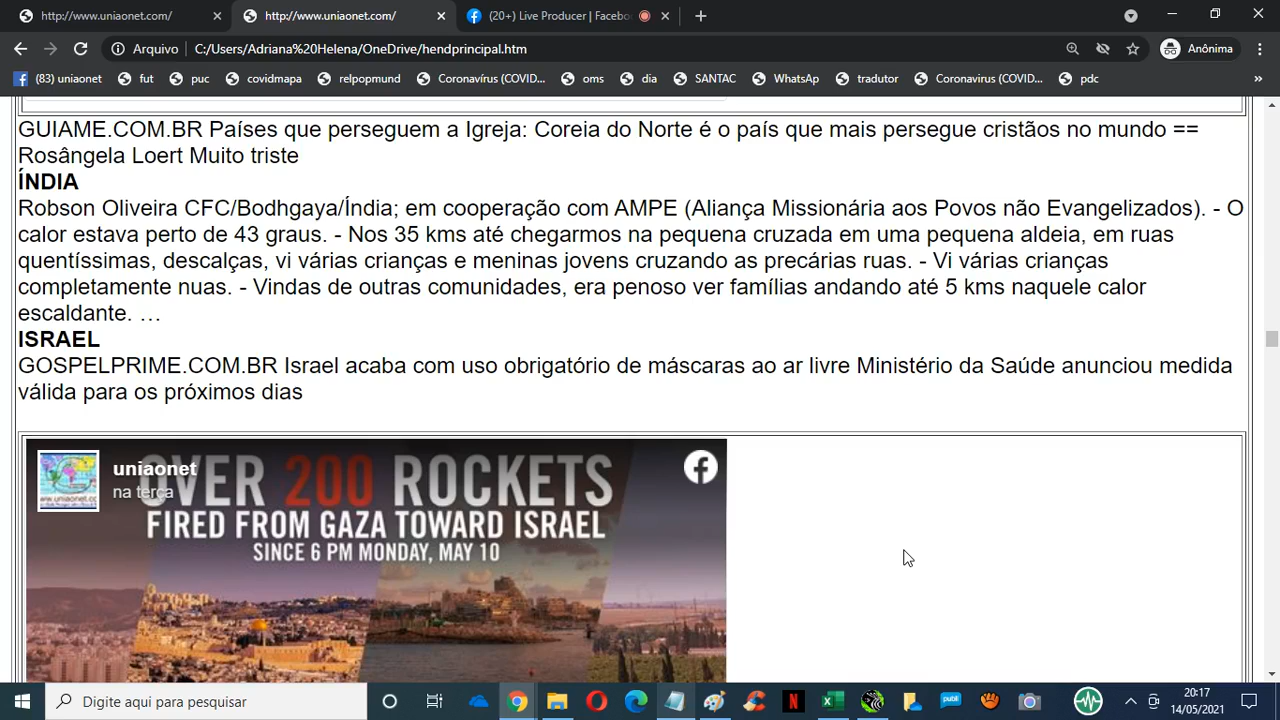 http://www.uniaonet.com/
http://www.uniaonet.com/
(20+) Live Producer | Facebo
Arquivo
C:/Users/Adriana%20Helena/OneDrive/hendprincipal.htm
Anônima
(83) uniaonet
fut
puc
covidmapa
relpopmund
Coronavírus (COVID...
oms
dia
SANTAC
WhatsAp
tradutor
Coronavirus (COVID...
pdc
»
GUIAME.COM.BR Países que perseguem a Igreja: Coreia do Norte é o país que mais persegue cristãos no mundo ==
Rosângela Loert Muito triste
ÍNDIA
Robson Oliveira CFC/Bodhgaya/Índia; em cooperação com AMPE (Aliança Missionária aos Povos não Evangelizados). - O
calor estava perto de 43 graus. - Nos 35 kms até chegarmos na pequena cruzada em uma pequena aldeia, em ruas
quentíssimas, descalças, vi várias crianças e meninas jovens cruzando as precárias ruas. - Vi várias crianças
completamente nuas. - Vindas de outras comunidades, era penoso ver famílias andando até 5 kms naquele calor
escaldante. …
ISRAEL
GOSPELPRIME.COM.BR Israel acaba com uso obrigatório de máscaras ao ar livre Ministério da Saúde anunciou medida
válida para os próximos dias
uniaonet
na terça
OVER 200 ROCKETS
FIRED FROM GAZA TOWARD ISRAEL
SINCE 6 PM MONDAY, MAY 10
Digite aqui para pesquisar
publi
20:17
14/05/2021